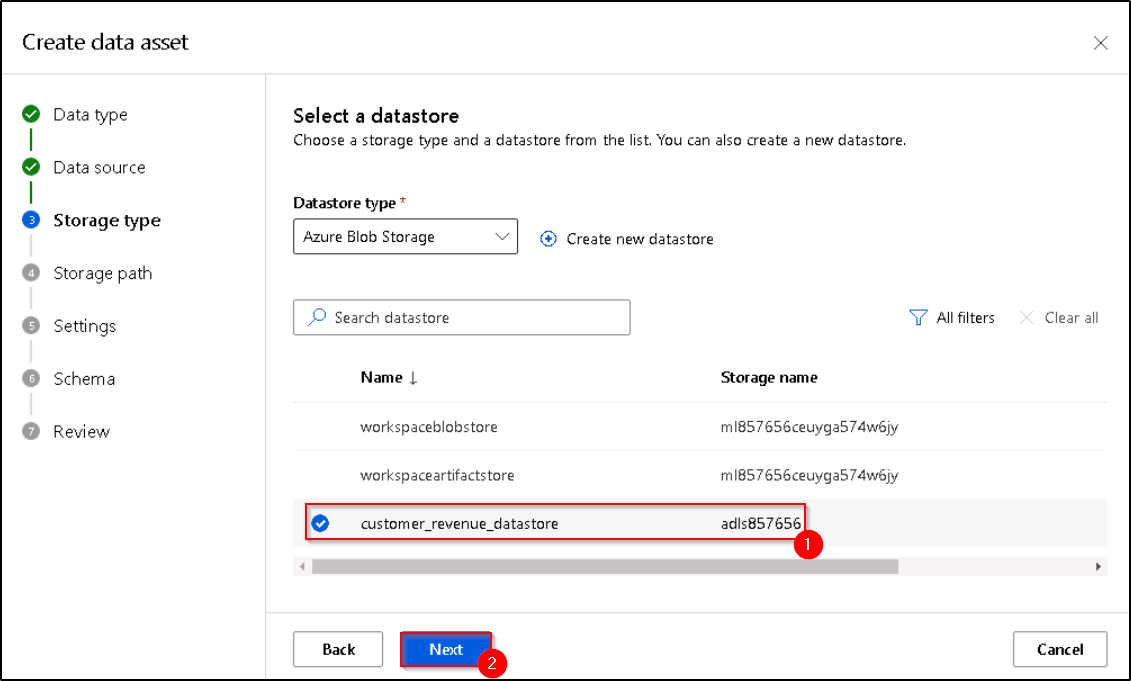 Create data asset
Data type
Data source
3 Storage type
4 Storage path
5 Settings
6 Schema
7 Review
Select a datastore
Choose a storage type and a datastore from the list. You can also create a new datastore.
Datastore type *
Azure Blob Storage
Create new datastore
Search datastore
All filters
Clear all
Name ↓ Storage name
workspaceblobstore ml857656ceuyga574w6jy
workspaceartifactstore ml857656ceuyga574w6jy
customer_revenue_datastore adls857656
1
Back
Next
2
Cancel